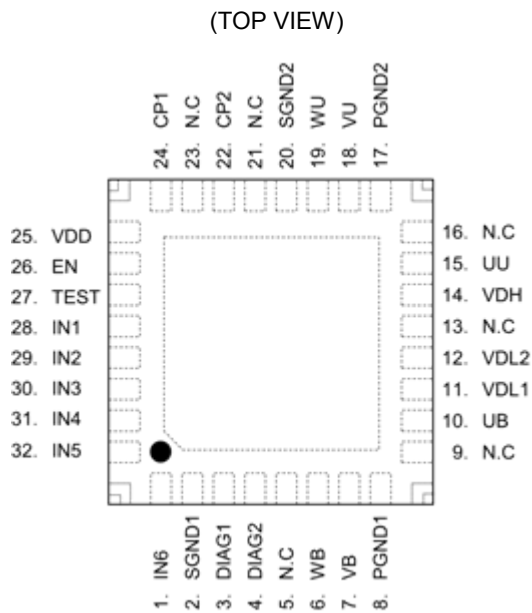 (TOP VIEW)
24. CP1
23. N.C
22. CP2
21. N.C
20. SGND2
19. WU
18. VU
17. PGND2
25. VDD
26. EN
27. TEST
28. IN1
29. IN2
30. IN3
31. IN4
32. IN5
16. N.C
15. UU
14. VDH
13. N.C
12. VDL2
11. VDL1
10. UB
9. N.C
1. IN6
2. SGND1
3. DIAG1
4. DIAG2
5. N.C
6. WB
7. VB
8. PGND1